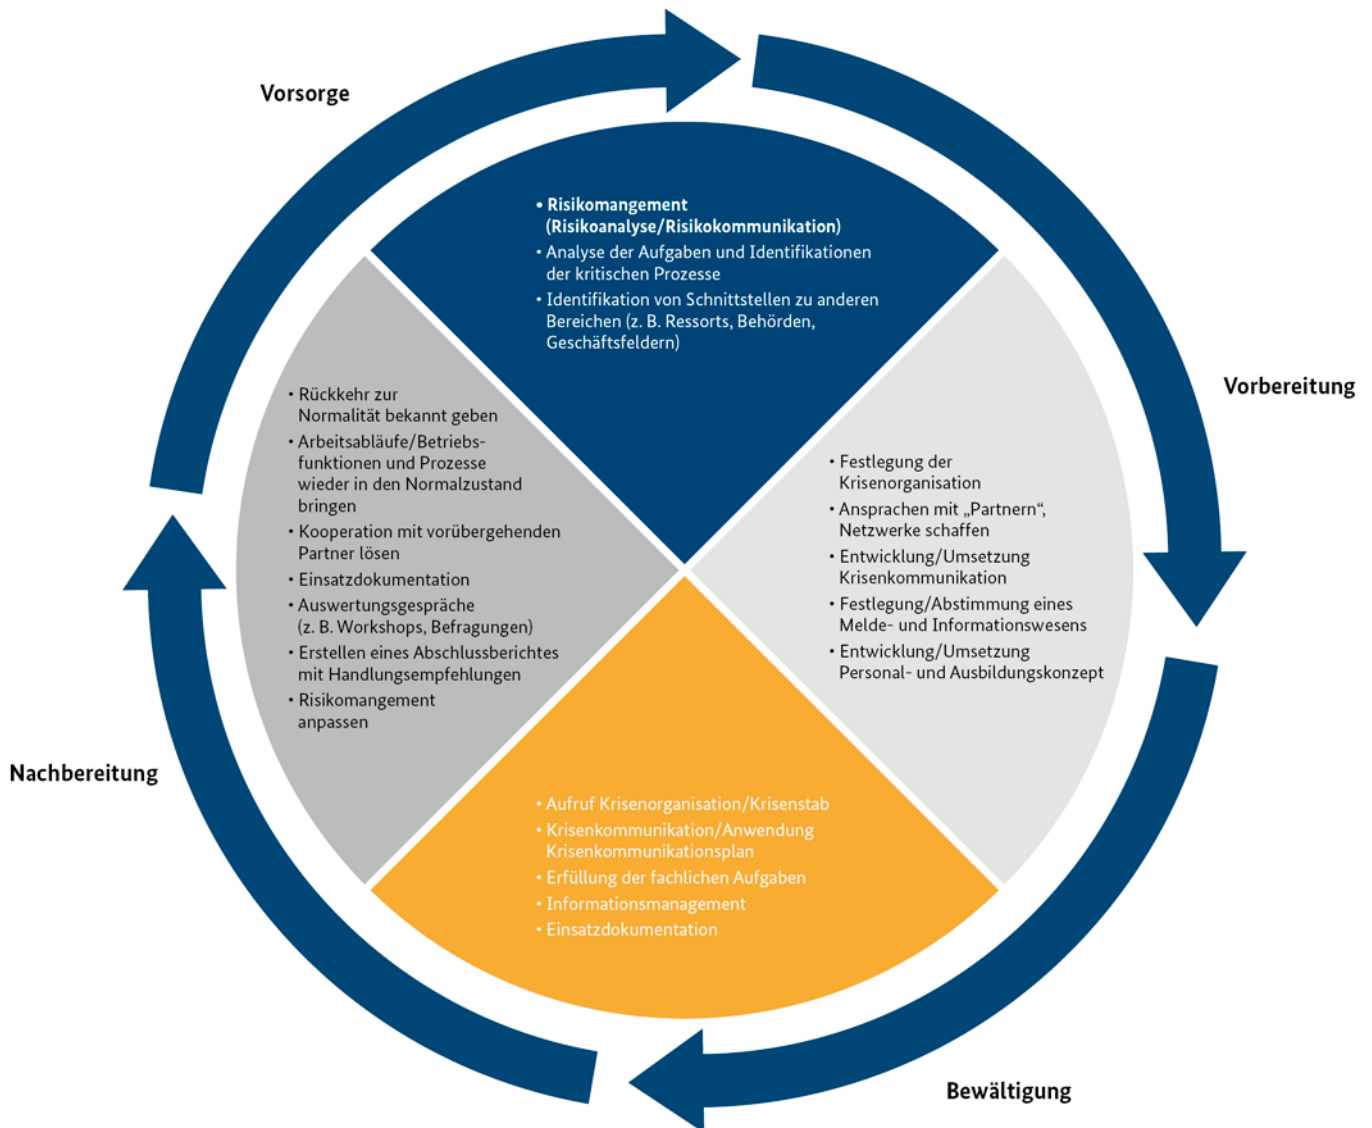 Vorsorge
• Risikomangement
(Risikoanalyse/Risikokommunikation)
• Analyse der Aufgaben und Identifikationen
der kritischen Prozesse
• Identifikation von Schnittstellen zu anderen
Bereichen (z. B. Ressorts, Behörden,
Geschäftsfeldern)
Vorbereitung
• Festlegung der
Krisenorganisation
• Ansprachen mit „Partnern“,
Netzwerke schaffen
• Entwicklung/Umsetzung
Krisenkommunikation
• Festlegung/Abstimmung eines
Melde- und Informationswesens
• Entwicklung/Umsetzung
Personal- und Ausbildungskonzept
Bewältigung
• Aufruf Krisenorganisation/Krisenstab
• Krisenkommunikation/Anwendung
Krisenkommunikationsplan
• Erfüllung der fachlichen Aufgaben
• Informationsmanagement
• Einsatzdokumentation
Nachbereitung
• Rückkehr zur
Normalität bekannt geben
• Arbeitsabläufe/Betriebs-
funktionen und Prozesse
wieder in den Normalzustand
bringen
• Kooperation mit vorübergehenden
Partner lösen
• Einsatzdokumentation
• Auswertungsgespräche
(z. B. Workshops, Befragungen)
• Erstellen eines Abschlussberichtes
mit Handlungsempfehlungen
• Risikomangement
anpassen